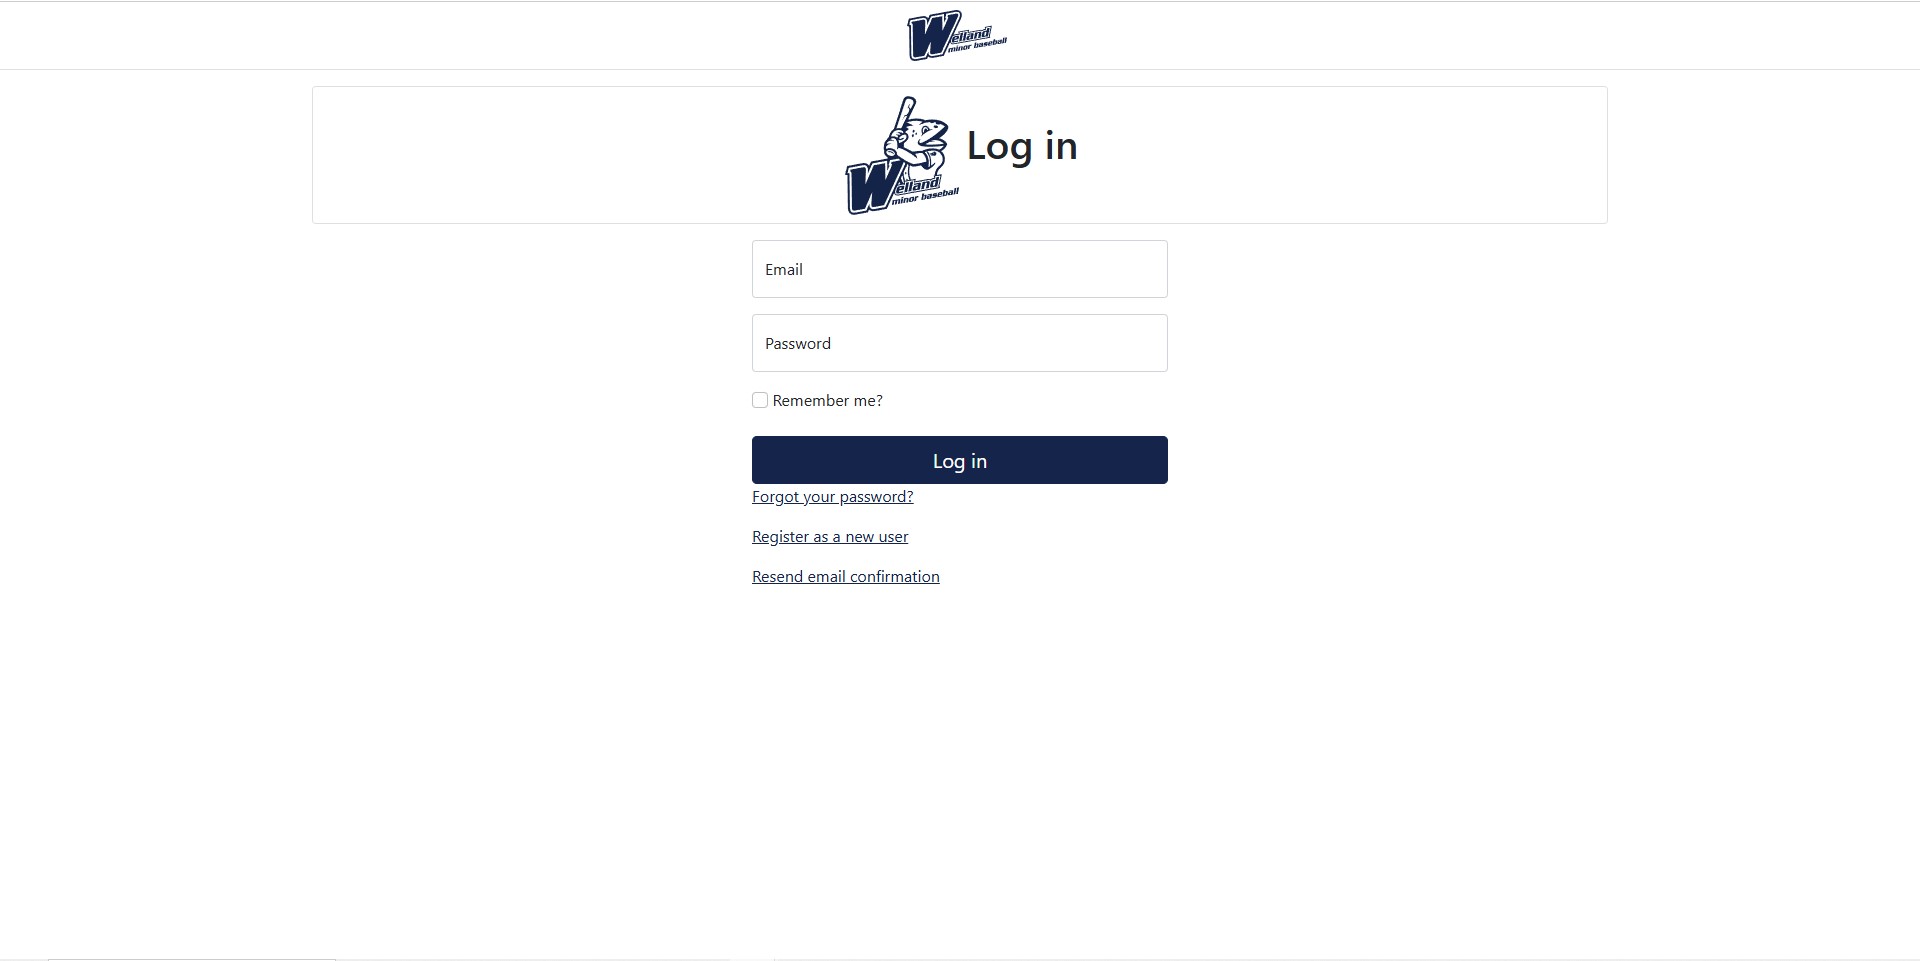 Welland
minor baseball
Welland
minor baseball
Log in
Email
Password
Remember me?
Log in
Forgot your password?
Register as a new user
Resend email confirmation